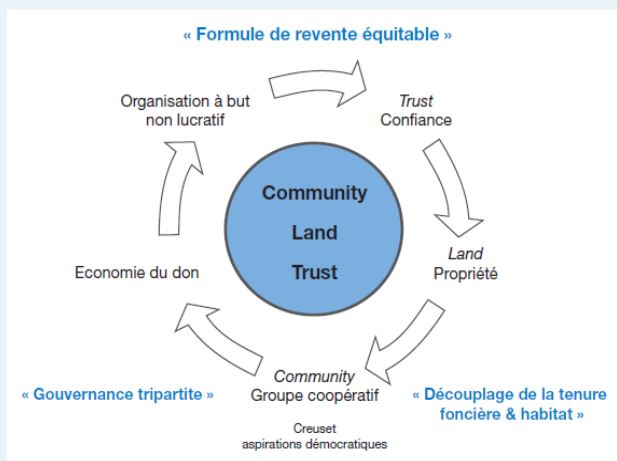 « Formule de revente équitable »
Organisation à but
non lucratif
Trust
Confiance
Community
Land
Trust
Land
Propriété
Economie du don
Community
Groupe coopératif
Creuset
aspirations démocratiques
« Gouvernance tripartite »
« Découplage de la tenure
foncière & habitat »